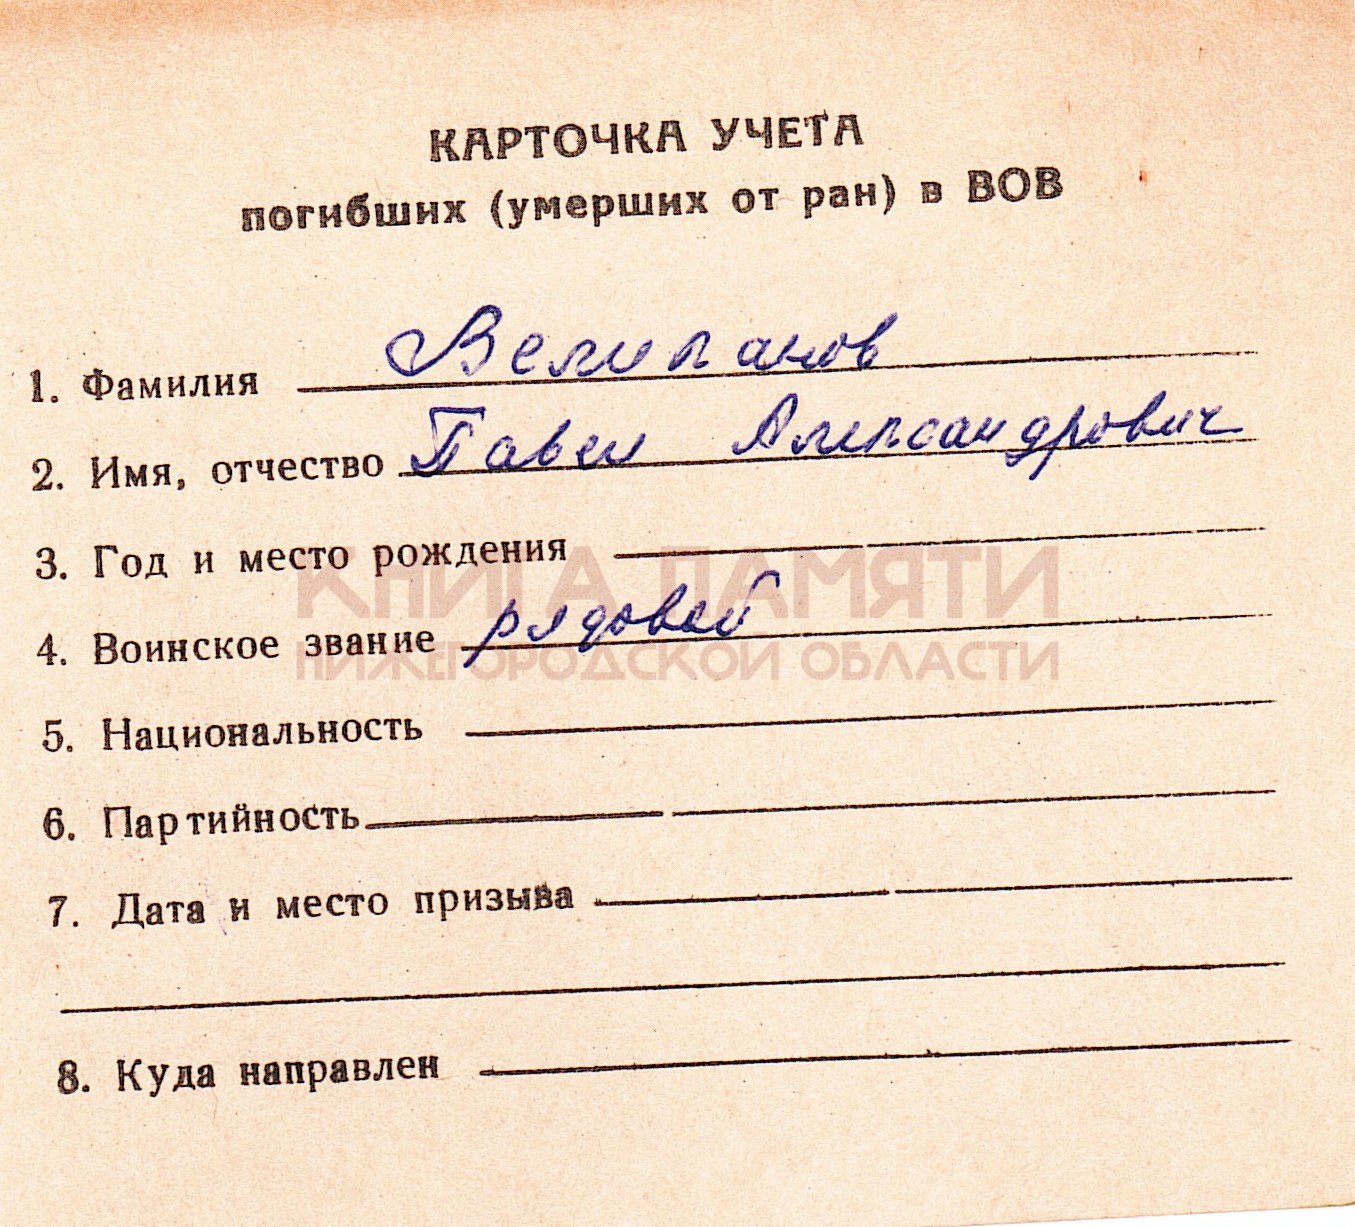 КАРТОЧКА УЧЕТА
погибших (умерших от ран) в ВОВ
1. Фамилия Великанов
2. Имя, отчество Павел Александрович
3. Год и место рождения
КНИГА ПАМЯТИ
4. Воинское звание рядовой
НИЖЕГОРОДСКОЙ ОБЛАСТИ
5. Национальность
6. Партийность
7. Дата и место призыва
8. Куда направлен